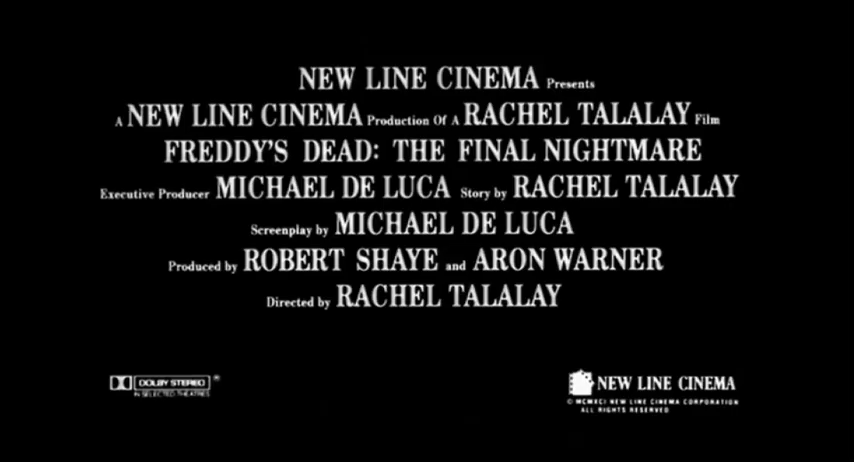 NEW LINE CINEMA Presents
A NEW LINE CINEMA Production Of A RACHEL TALALAY Film
FREDDY'S DEAD: THE FINAL NIGHTMARE
Executive Producer MICHAEL DE LUCA Story by RACHEL TALALAY
Screenplay by MICHAEL DE LUCA
Produced by ROBERT SHAYE and ARON WARNER
Directed by RACHEL TALALAY
DOLBY STEREO ®
IN SELECTED THEATRES
NEW LINE CINEMA
© MCMXCI NEW LINE CINEMA CORPORATION
ALL RIGHTS RESERVED